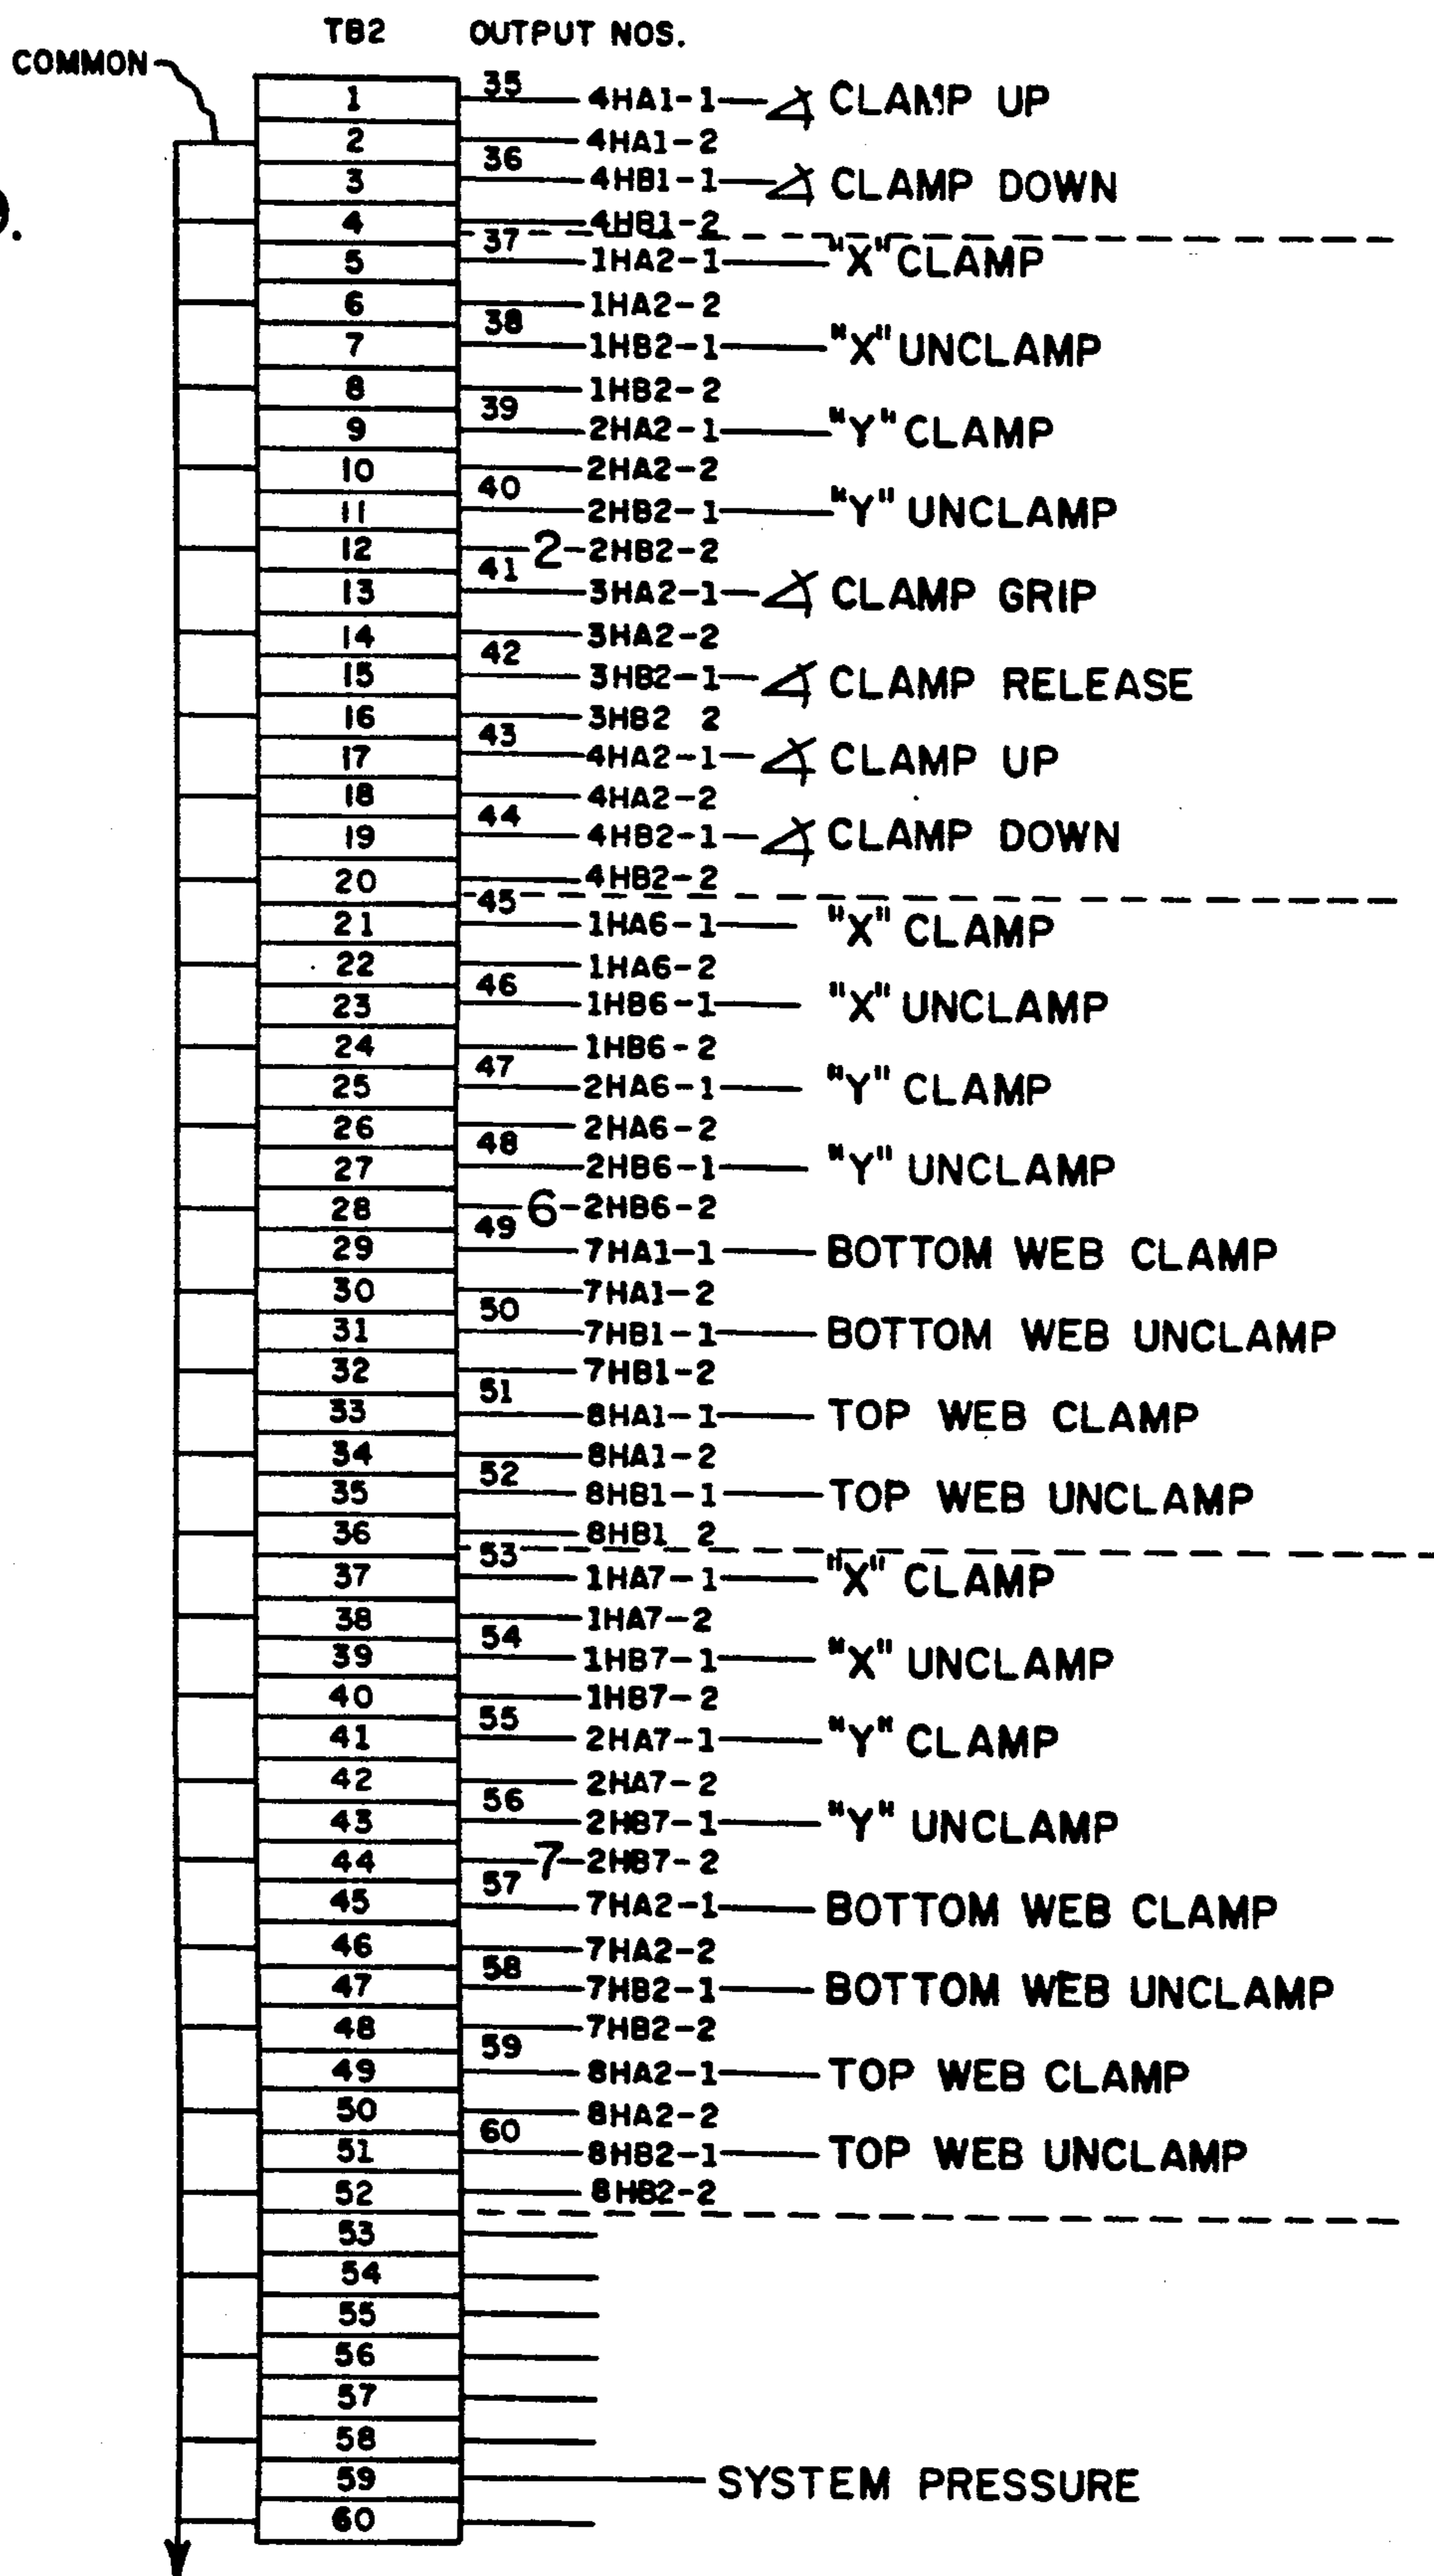 TB2 OUTPUT NOS.
COMMON
1 35 4HA1-1 ∡ CLAMP UP
2 4HA1-2
3 36 4HB1-1 ∡ CLAMP DOWN
4 4HB1-2
5 37 1HA2-1 "X" CLAMP
6 1HA2-2
7 38 1HB2-1 "X" UNCLAMP
8 1HB2-2
9 39 2HA2-1 "Y" CLAMP
10 2HA2-2
11 40 2HB2-1 "Y" UNCLAMP
12 2 2HB2-2
13 41 3HA2-1 ∡ CLAMP GRIP
14 3HA2-2
15 42 3HB2-1 ∡ CLAMP RELEASE
16 3HB2 2
17 43 4HA2-1 ∡ CLAMP UP
18 4HA2-2
19 44 4HB2-1 ∡ CLAMP DOWN
20 4HB2-2
21 45 1HA6-1 "X" CLAMP
22 1HA6-2
23 46 1HB6-1 "X" UNCLAMP
24 1HB6-2
25 47 2HA6-1 "Y" CLAMP
26 2HA6-2
27 48 2HB6-1 "Y" UNCLAMP
28 6 2HB6-2
29 49 7HA1-1 BOTTOM WEB CLAMP
30 7HA1-2
31 50 7HB1-1 BOTTOM WEB UNCLAMP
32 7HB1-2
33 51 8HA1-1 TOP WEB CLAMP
34 8HA1-2
35 52 8HB1-1 TOP WEB UNCLAMP
36 8HB1 2
37 53 1HA7-1 "X" CLAMP
38 1HA7-2
39 54 1HB7-1 "X" UNCLAMP
40 1HB7-2
41 55 2HA7-1 "Y" CLAMP
42 2HA7-2
43 56 2HB7-1 "Y" UNCLAMP
44 7 2HB7-2
45 57 7HA2-1 BOTTOM WEB CLAMP
46 7HA2-2
47 58 7HB2-1 BOTTOM WEB UNCLAMP
48 7HB2-2
49 59 8HA2-1 TOP WEB CLAMP
50 8HA2-2
51 60 8HB2-1 TOP WEB UNCLAMP
52 8HB2-2
53
54
55
56
57
58
59 SYSTEM PRESSURE
60